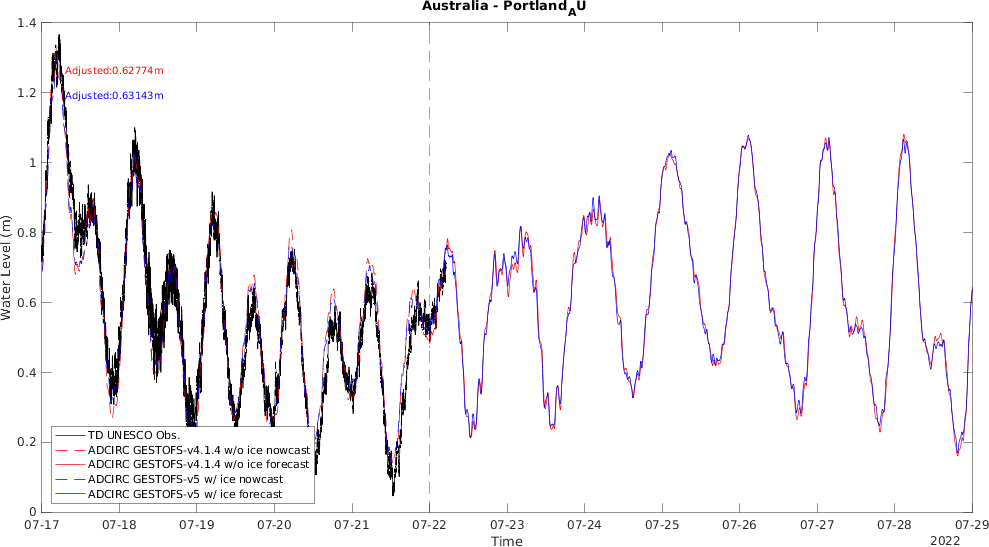 Australia - Portland_AU
1.4
1.2
1
0.8
0.6
0.4
0.2
0
Water Level (m)
Adjusted:0.62774m
Adjusted:0.63143m
TD UNESCO Obs.
ADCIRC GESTOFS-v4.1.4 w/o ice nowcast
ADCIRC GESTOFS-v4.1.4 w/o ice forecast
ADCIRC GESTOFS-v5 w/ ice nowcast
ADCIRC GESTOFS-v5 w/ ice forecast
07-17 07-18 07-19 07-20 07-21 07-22 07-23 07-24 07-25 07-26 07-27 07-28 07-29
Time
2022